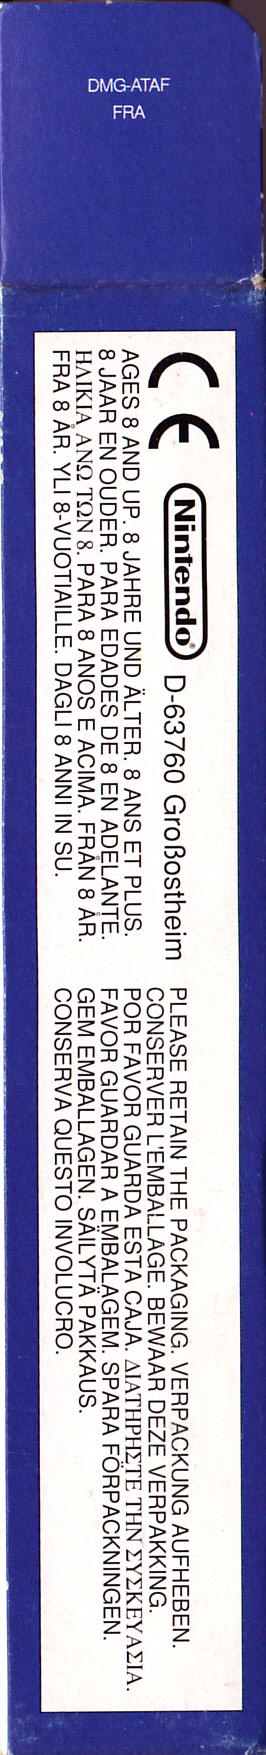 DMG-ATAF
FRA
CE
Nintendo® D-63760 Großostheim
AGES 8 AND UP. 8 JAHRE UND ÄLTER. 8 ANS ET PLUS.
8 JAAR EN OUDER. PARA EDADES DE 8 EN ADELANTE.
ΗΛΙΚΙΑ ΑΝΩ ΤΩΝ 8. PARA 8 ANOS E ACIMA. FRÅN 8 ÅR.
FRA 8 ÅR. YLI 8-VUOTIAILLE. DAGLI 8 ANNI IN SU.
PLEASE RETAIN THE PACKAGING. VERPACKUNG AUFHEBEN.
CONSERVER L'EMBALLAGE. BEWAAR DEZE VERPAKKING.
POR FAVOR GUARDA ESTA CAJA. ΔΙΑΤΗΡΗΣΤΕ ΤΗΝ ΣΥΣΚΕΥΑΣΙΑ.
FAVOR GUARDAR A EMBALAGEM. SPARA FÖRPACKNINGEN.
GEM EMBALLAGEN. SÄILYTÄ PAKKAUS.
CONSERVA QUESTO INVOLUCRO.